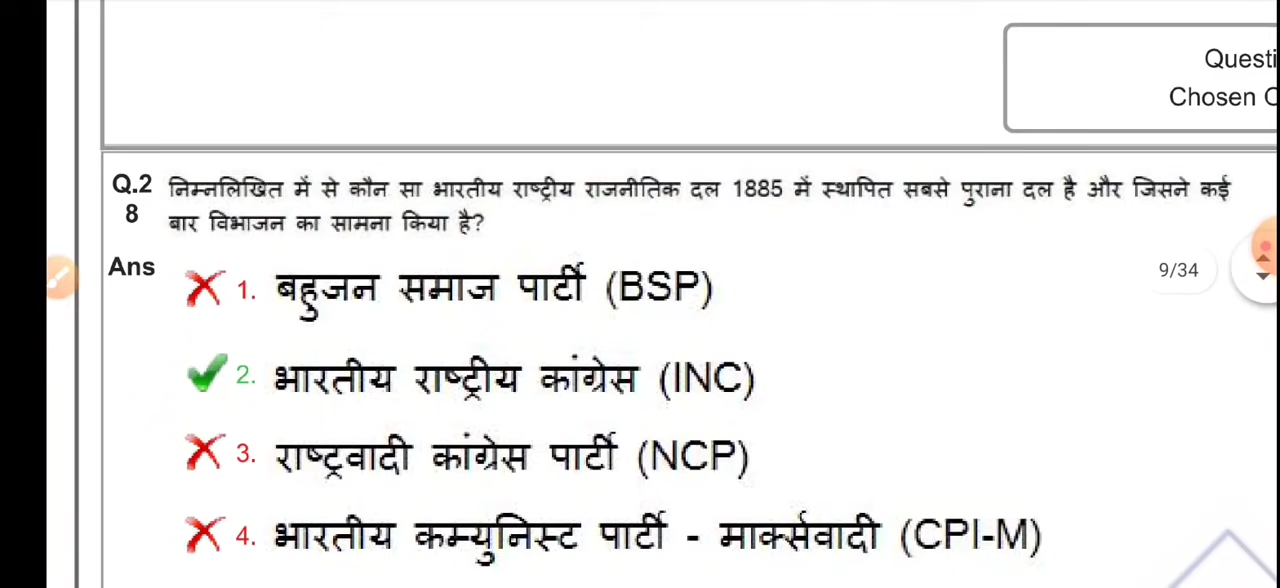 Questi
Chosen O
Q.2 निम्नलिखित में से कौन सा भारतीय राष्ट्रीय राजनीतिक दल 1885 में स्थापित सबसे पुराना दल है और जिसने कई
8 बार विभाजन का सामना किया है?
Ans
1. बहुजन समाज पार्टी (BSP)
9/34
2. भारतीय राष्ट्रीय कांग्रेस (INC)
3. राष्ट्रवादी कांग्रेस पार्टी (NCP)
4. भारतीय कम्युनिस्ट पार्टी - मार्क्सवादी (CPI-M)